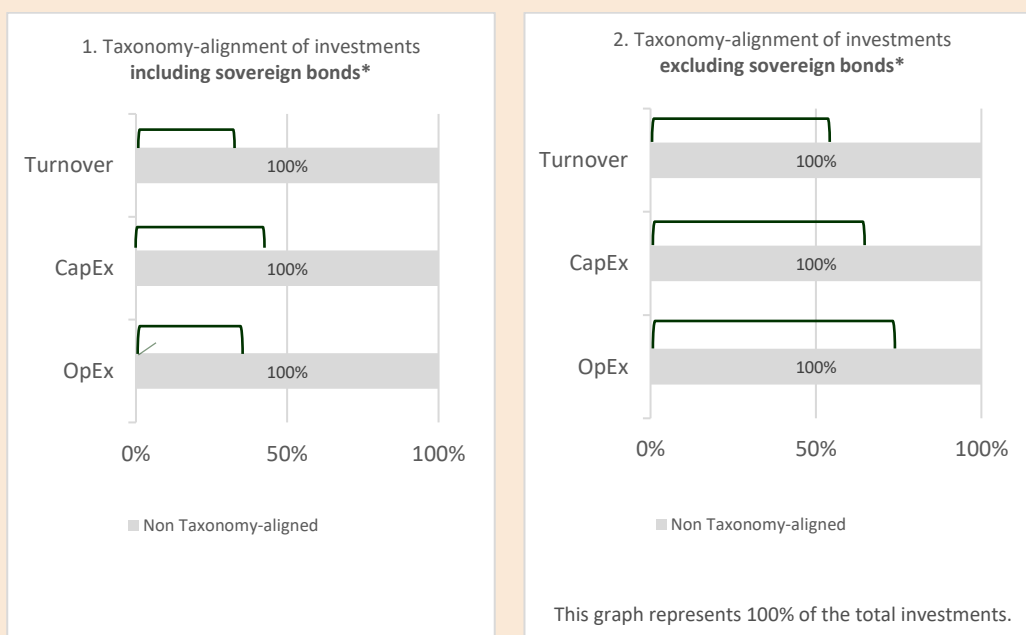 1. Taxonomy-alignment of investments
including sovereign bonds*
Turnover
100%
CapEx
100%
OpEx
100%
0% 50% 100%
Non Taxonomy-aligned
2. Taxonomy-alignment of investments
excluding sovereign bonds*
Turnover
100%
CapEx
100%
OpEx
100%
0% 50% 100%
Non Taxonomy-aligned
This graph represents 100% of the total investments.